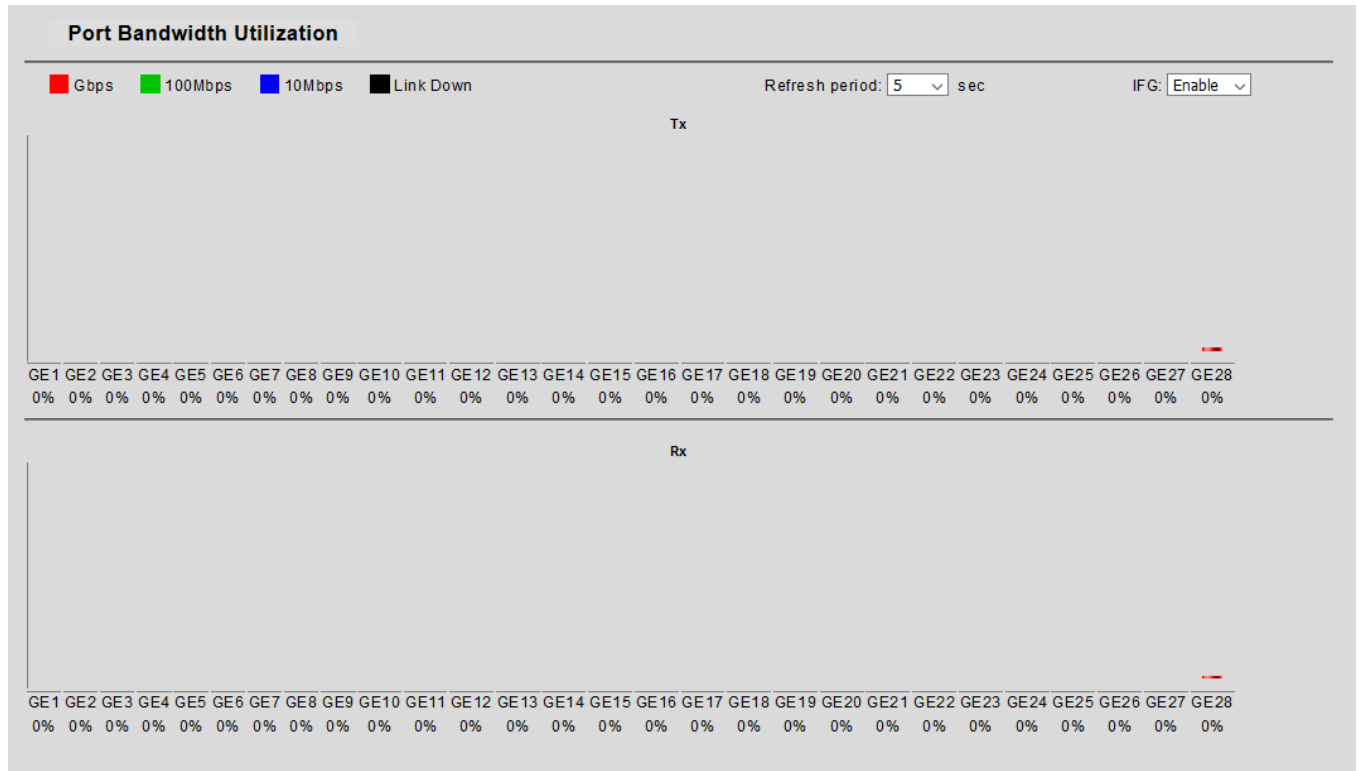 Port Bandwidth Utilization
Gbps 100Mbps 10Mbps Link Down Refresh period: 5 sec IFG: Enable
Tx
GE1 GE2 GE3 GE4 GE5 GE6 GE7 GE8 GE9 GE10 GE11 GE12 GE13 GE14 GE15 GE16 GE17 GE18 GE19 GE20 GE21 GE22 GE23 GE24 GE25 GE26 GE27 GE28
0% 0% 0% 0% 0% 0% 0% 0% 0% 0% 0% 0% 0% 0% 0% 0% 0% 0% 0% 0% 0% 0% 0% 0% 0% 0% 0% 0%
Rx
GE1 GE2 GE3 GE4 GE5 GE6 GE7 GE8 GE9 GE10 GE11 GE12 GE13 GE14 GE15 GE16 GE17 GE18 GE19 GE20 GE21 GE22 GE23 GE24 GE25 GE26 GE27 GE28
0% 0% 0% 0% 0% 0% 0% 0% 0% 0% 0% 0% 0% 0% 0% 0% 0% 0% 0% 0% 0% 0% 0% 0% 0% 0% 0% 0%